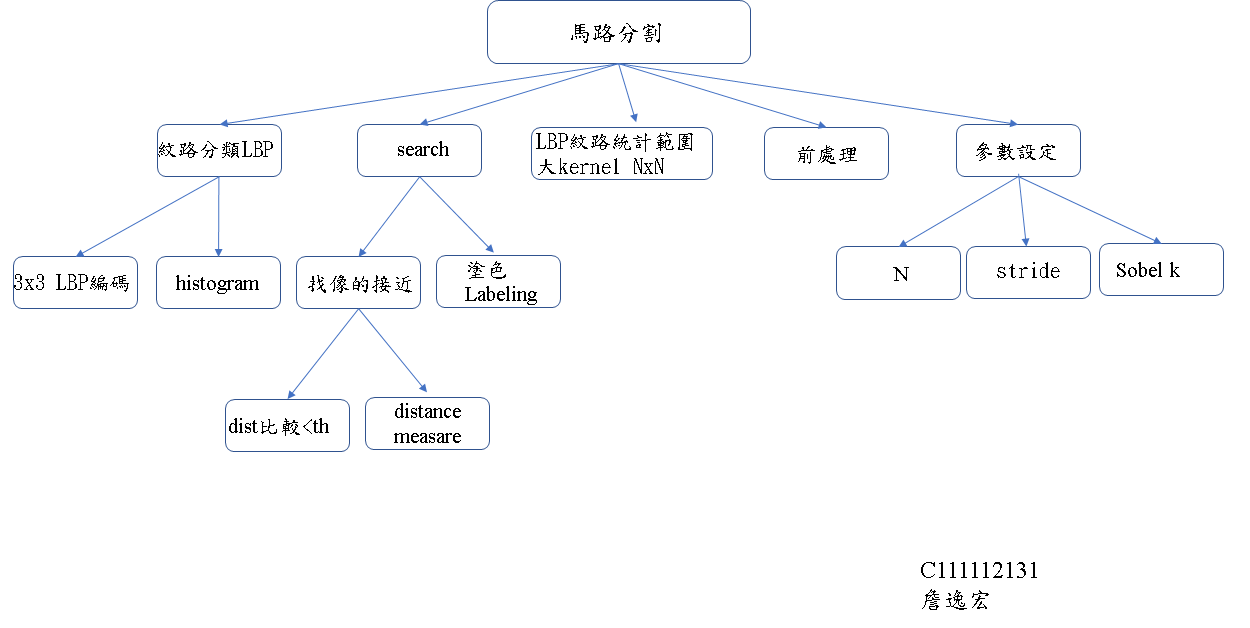 馬路分割
紋路分類LBP
search
LBP紋路統計範圍
大kernel NxN
前處理
參數設定
3x3 LBP編碼
histogram
找像的接近
塗色
Labeling
N
stride
Sobel k
dist比較<th
distance
measare
C111112131
詹逸宏